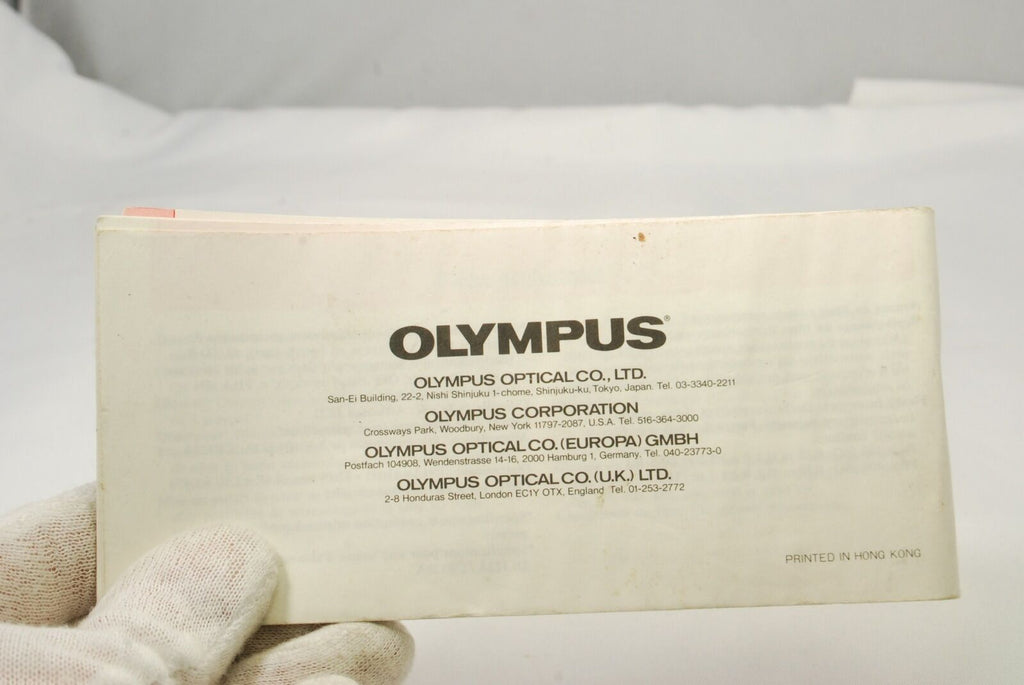 OLYMPUS®
OLYMPUS OPTICAL CO., LTD.
San-Ei Building, 22-2, Nishi Shinjuku 1-chome, Shinjuku-ku, Tokyo, Japan. Tel. 03-3340-2211
OLYMPUS CORPORATION
Crossways Park, Woodbury, New York 11797-2087, U.S.A. Tel. 516-364-3000
OLYMPUS OPTICAL CO. (EUROPA) GMBH
Postfach 104908, Wendenstrasse 14-16, 2000 Hamburg 1, Germany. Tel. 040-23773-0
OLYMPUS OPTICAL CO. (U.K.) LTD.
2-8 Honduras Street, London EC1Y OTX, England Tel. 01-253-2772
PRINTED IN HONG KONG